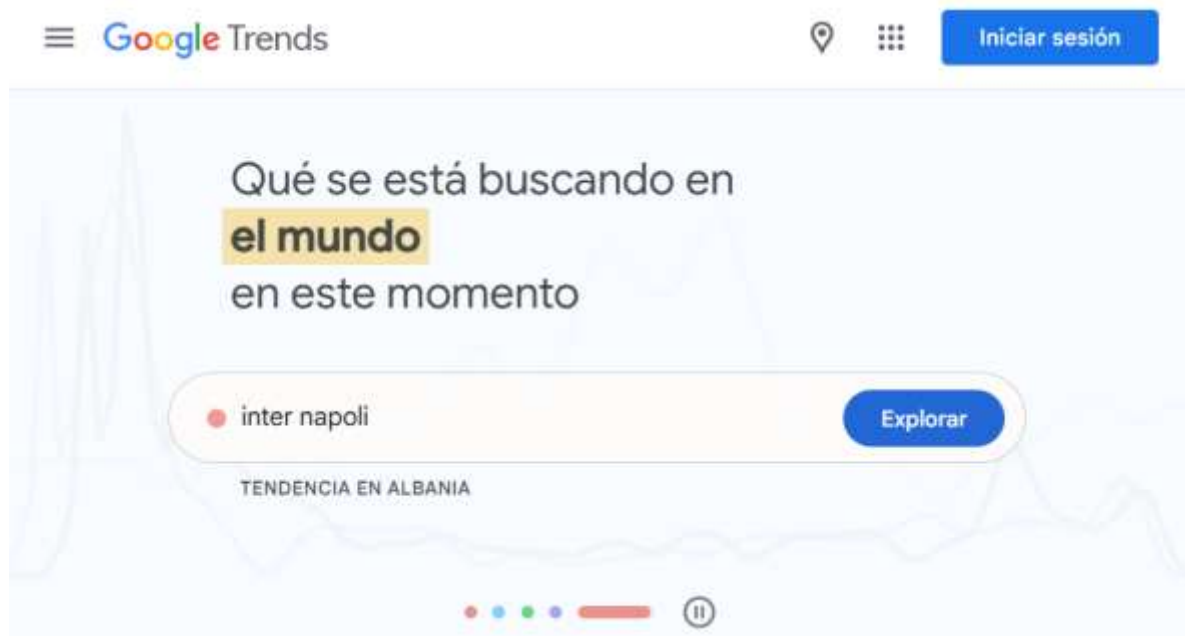 Google Trends
Iniciar sesión
Qué se está buscando en
el mundo
en este momento
inter napoli
Explorar
TENDENCIA EN ALBANIA